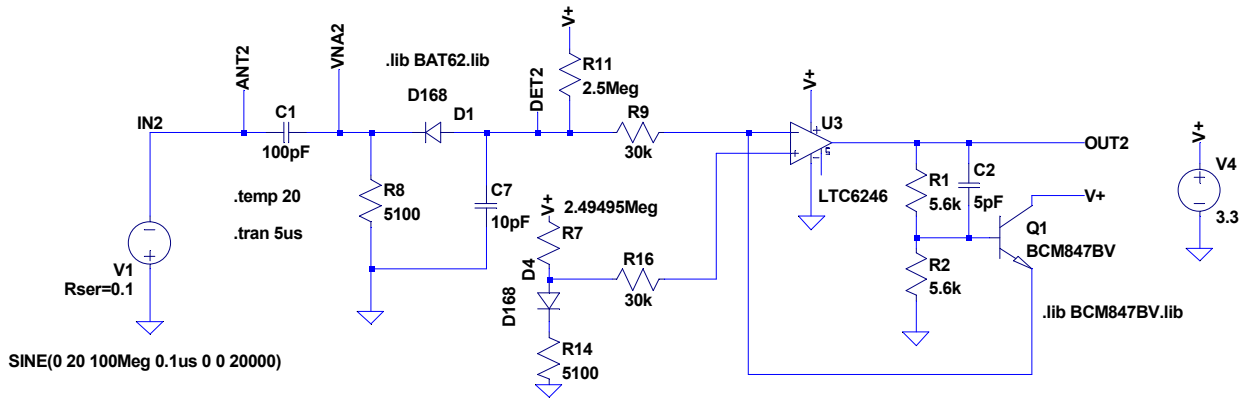 V+
ANT2
VNA2
.lib BAT62.lib
D168
D1
DET2
R11
2.5Meg
V+
IN2
C1
100pF
R9
30k
U3
5
LTC6246
OUT2
V+
V4
3.3
R8
5100
C7
10pF
.temp 20
.tran 5us
V+
2.49495Meg
R7
D4
D168
R16
30k
R14
5100
R1
5.6k
C2
5pF
V+
Q1
BCM847BV
R2
5.6k
.lib BCM847BV.lib
V1
Rser=0.1
SINE(0 20 100Meg 0.1us 0 0 20000)